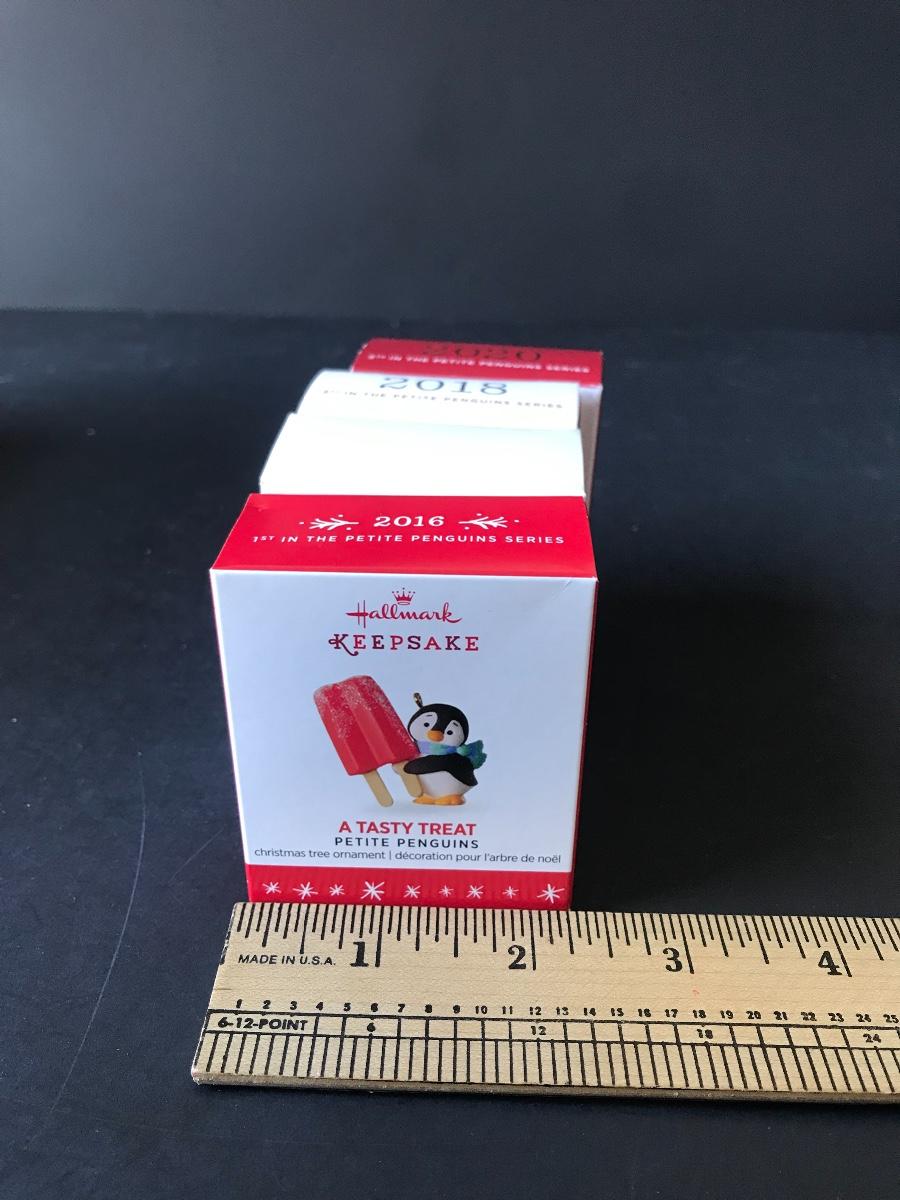 2020
5TH IN THE PETITE PENGUINS SERIES
2018
3RD IN THE PETITE PENGUINS SERIES
2016
1ST IN THE PETITE PENGUINS SERIES
Hallmark
KEEPSAKE
A TASTY TREAT
PETITE PENGUINS
christmas tree ornament | décoration pour l'arbre de noël
1 2 3 4
MADE IN U.S.A.
1 2 3 4 5 6 7 8 9 10 11 12 13 14 15 16 17 18 19 20 21 22 23 24 25
6-12-POINT 6 12 18 24